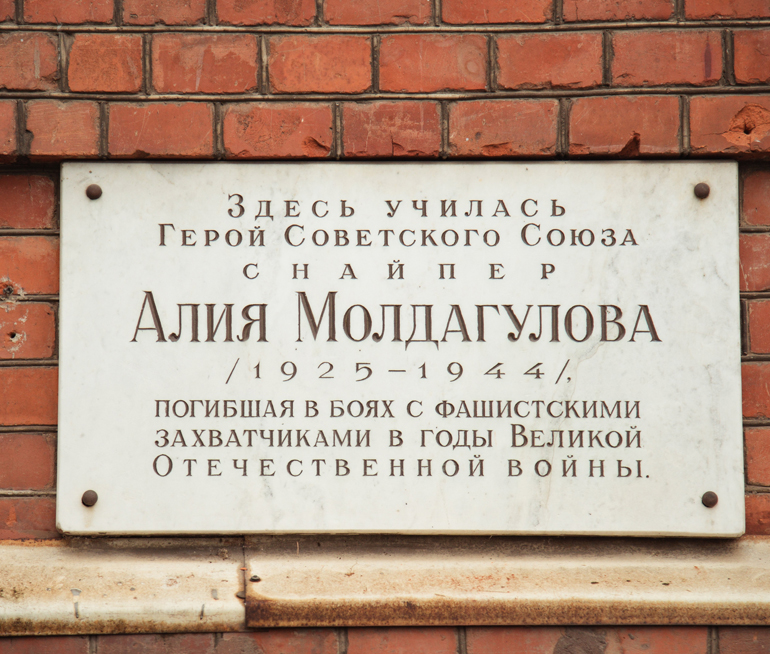 Здесь училась
Герой Советского Союза
снайпер
Алия Молдагулова
/1925–1944/,
погибшая в боях с фашистскими
захватчиками в годы Великой
Отечественной войны.